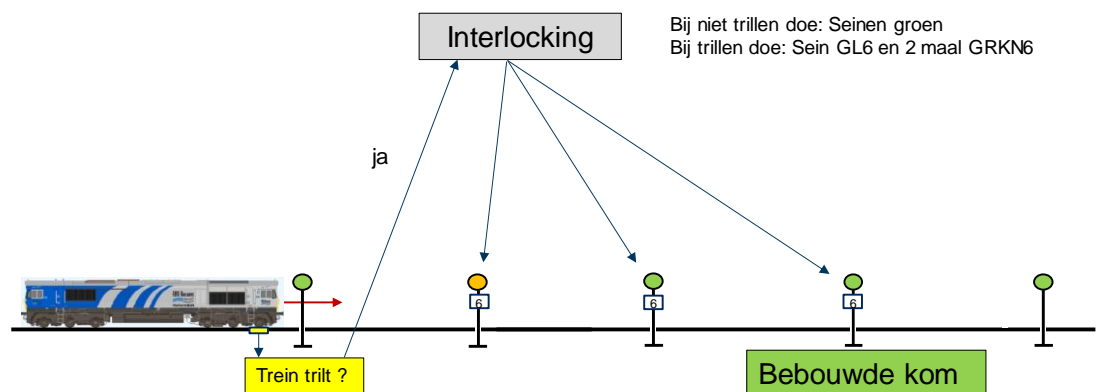 Interlocking
Bij niet trillen doe: Seinen groen
Bij trillen doe: Sein GL6 en 2 maal GRKN6
ja
6
6
6
Trein trilt ?
Bebouwde kom